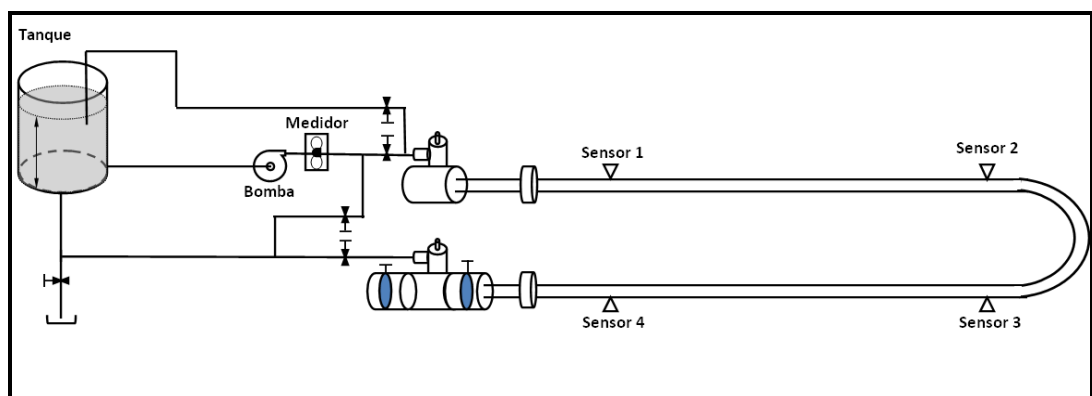 Tanque
Medidor
Bomba
Sensor 1
Sensor 2
Sensor 4
Sensor 3